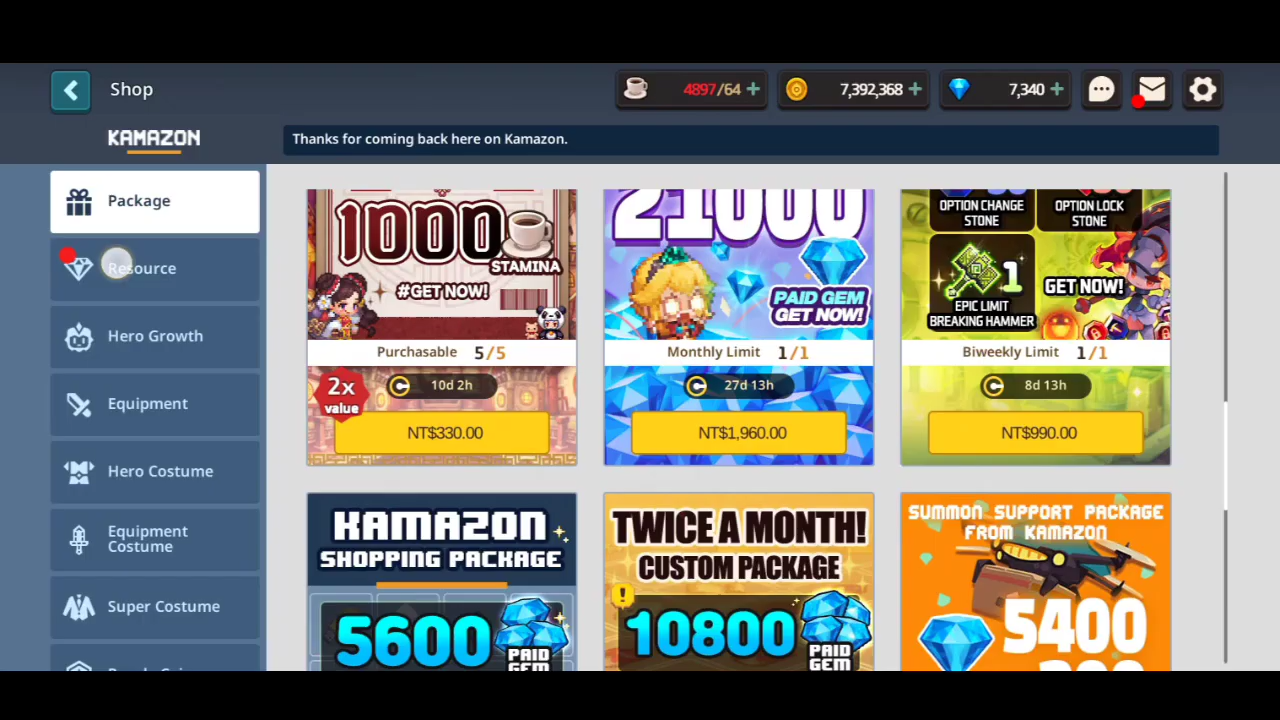 Shop
4897/64
7,392,368
7,340
KAMAZON
Thanks for coming back here on Kamazon.
Package
Resource
Hero Growth
Equipment
Hero Costume
Equipment
Costume
Super Costume
1000
STAMINA
#GET NOW!
Purchasable 5/5
10d 2h
2x
value
NT$330.00
21000
PAID GEM
GET NOW!
Monthly Limit 1/1
27d 13h
NT$1,960.00
OPTION CHANGE
STONE
OPTION LOCK
STONE
1
EPIC LIMIT
BREAKING HAMMER
GET NOW!
Biweekly Limit 1/1
8d 13h
NT$990.00
KAMAZON
SHOPPING PACKAGE
5600
PAID
GEM
TWICE A MONTH!
CUSTOM PACKAGE
10800
PAID
GEM
SUMMON SUPPORT PACKAGE
FROM KAMAZON
5400